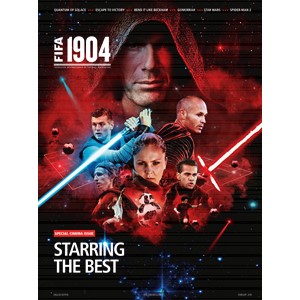 QUANTUM OF SOLACE ESCAPE TO VICTORY BEND IT LIKE BECKHAM GOMORRAH STAR WARS SPIDER-MAN 2
FIFA 1904
SPECIAL CINEMA ISSUE
STARRING
THE BEST